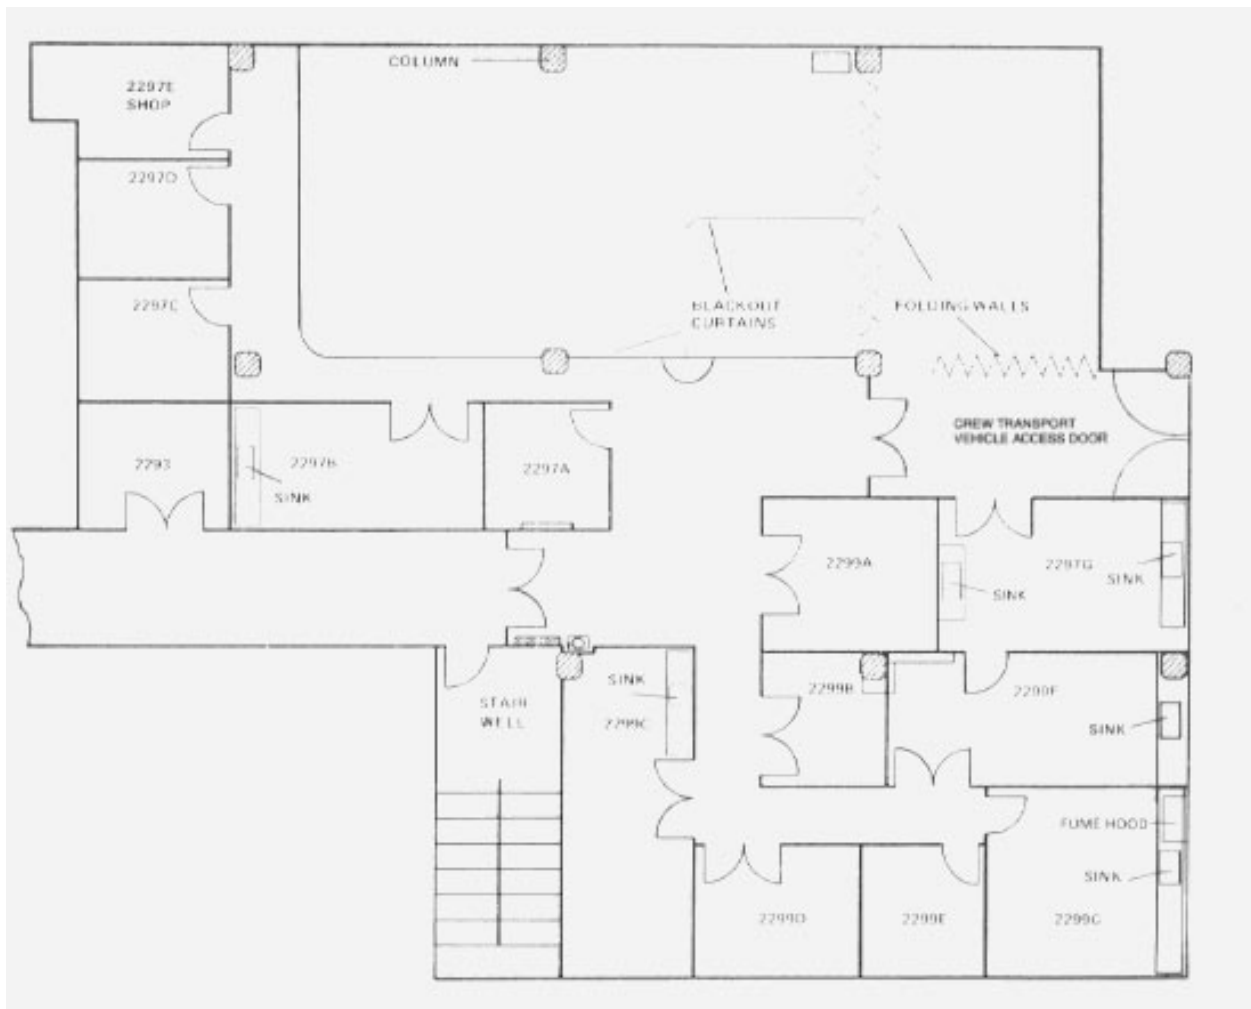 COLUMN
2297E
SHOP
2297D
2297C
BLACKOUT
CURTAINS
FOLDING WALLS
CREW TRANSPORT
VEHICLE ACCESS DOOR
2293
2297B
SINK
2297A
2299A
2297G
SINK
SINK
STAIR
WELL
SINK
2299C
2299B
2299F
SINK
FUME HOOD
SINK
2299D
2299E
2299G